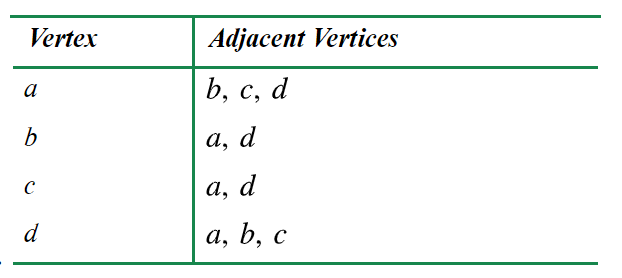 Vertex Adjacent Vertices
a b, c, d
b a, d
c a, d
d a, b, c